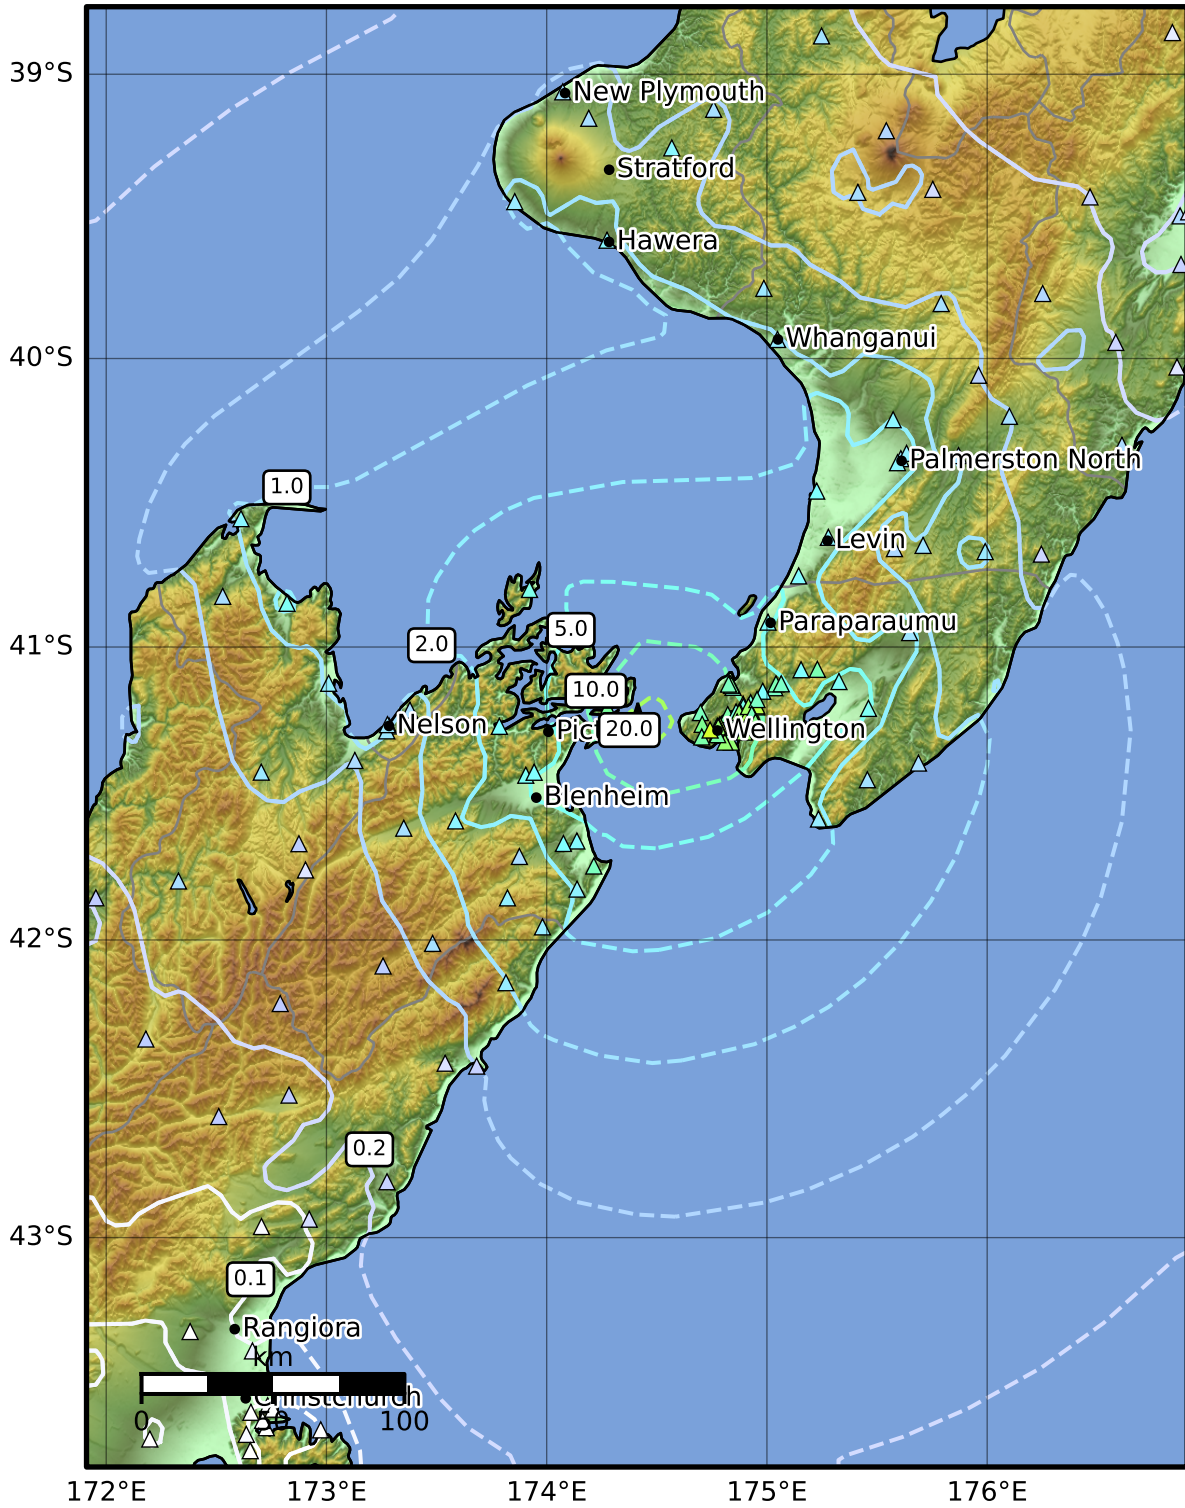 39°S
New Plymouth
Stratford
Hawera
Whanganui
40°S
1.0
Palmerston North
Levin
Paraparaumu
5.0
2.0
41°S
10.0
Nelson
20.0
Wellington
Blenheim
42°S
0.2
43°S
0.1
Rangiora
km
Christchurch
0
100
172°E
173°E
174°E
175°E
176°E